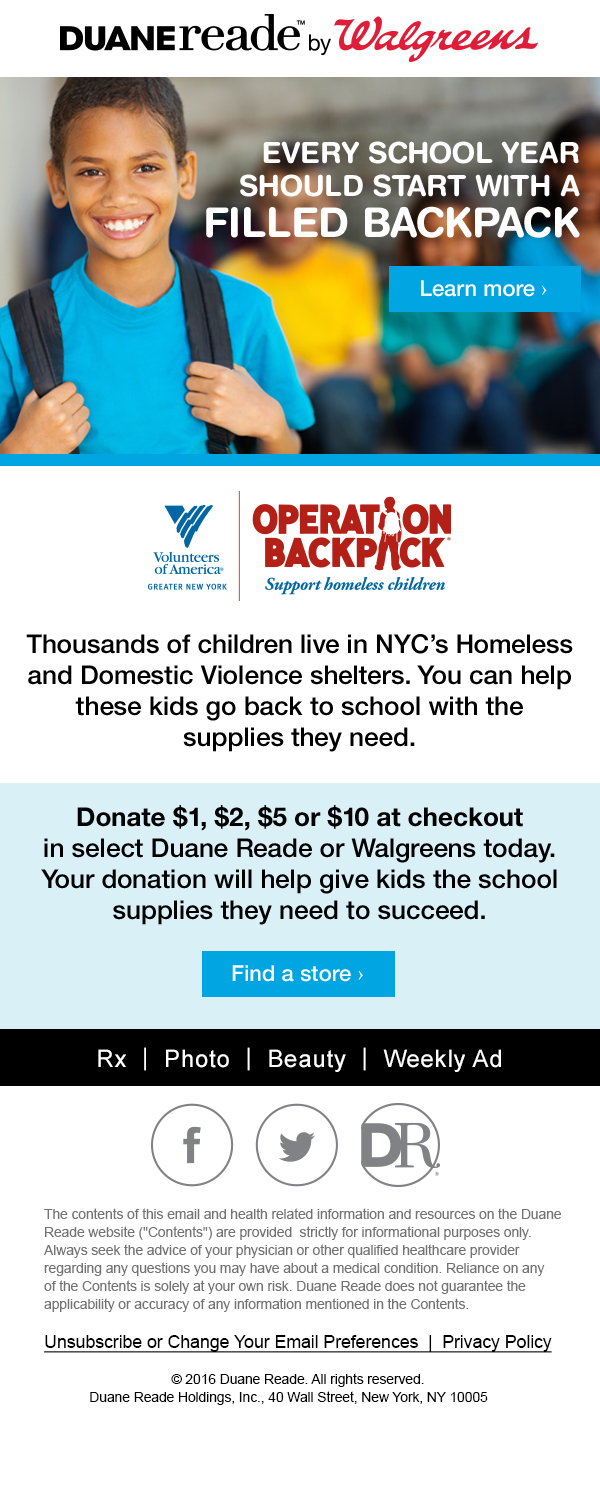 DUANEreade™ by Walgreens
EVERY SCHOOL YEAR
SHOULD START WITH A
FILLED BACKPACK
Learn more ›
Volunteers
of America®
GREATER NEW YORK
OPERATION
BACKPACK®
Support homeless children
Thousands of children live in NYC’s Homeless
and Domestic Violence shelters. You can help
these kids go back to school with the
supplies they need.
Donate $1, $2, $5 or $10 at checkout
in select Duane Reade or Walgreens today.
Your donation will help give kids the school
supplies they need to succeed.
Find a store ›
Rx | Photo | Beauty | Weekly Ad
f
DR®
The contents of this email and health related information and resources on the Duane
Reade website ("Contents") are provided  strictly for informational purposes only.
Always seek the advice of your physician or other qualified healthcare provider
regarding any questions you may have about a medical condition. Reliance on any
of the Contents is solely at your own risk. Duane Reade does not guarantee the
applicability or accuracy of any information mentioned in the Contents.
Unsubscribe or Change Your Email Preferences | Privacy Policy
© 2016 Duane Reade. All rights reserved.
Duane Reade Holdings, Inc., 40 Wall Street, New York, NY 10005